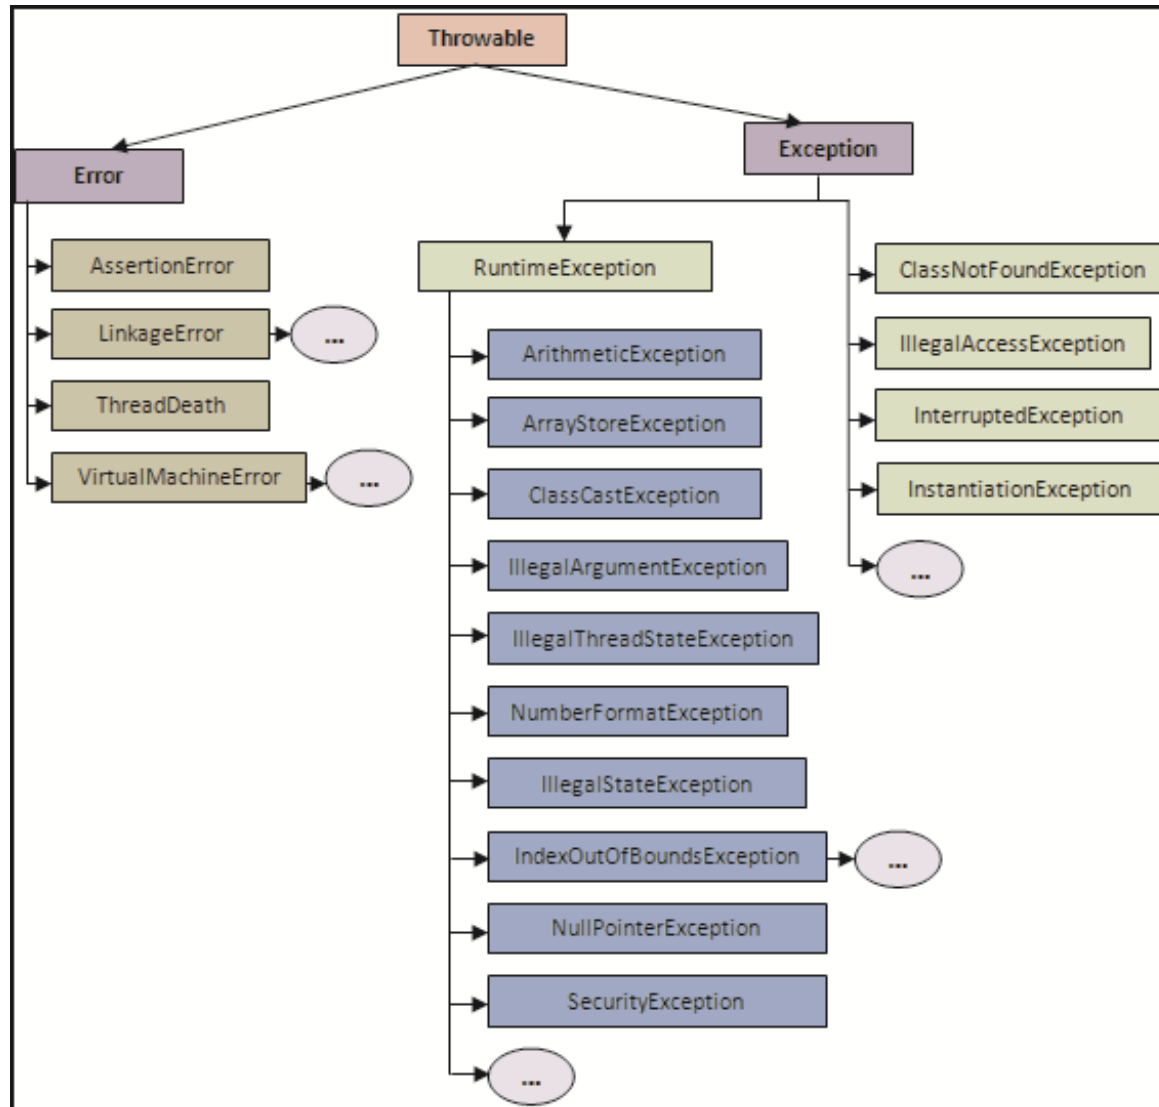 Throwable
Error
Exception
AssertionError
LinkageError
...
ThreadDeath
VirtualMachineError
...
RuntimeException
ArithmeticException
ArrayStoreException
ClassCastException
IllegalArgumentException
IllegalThreadStateException
NumberFormatException
IllegalStateException
IndexOutOfBoundsException
...
NullPointerException
SecurityException
...
ClassNotFoundException
IllegalAccessException
InterruptedException
InstantiationException
...